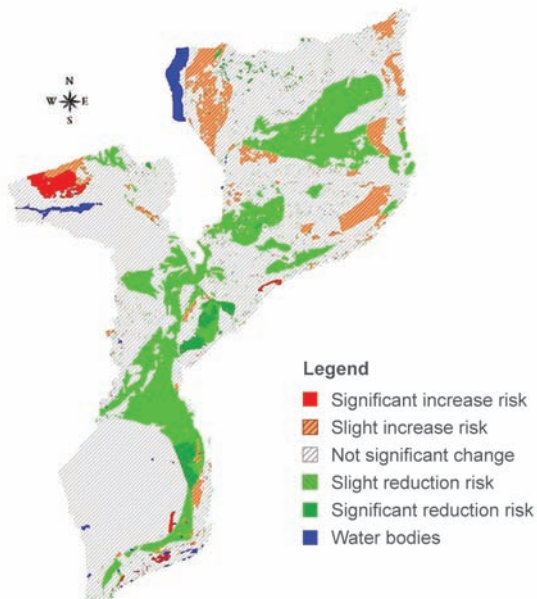 N
W E
S
Legend
Significant increase risk
Slight increase risk
Not significant change
Slight reduction risk
Significant reduction risk
Water bodies